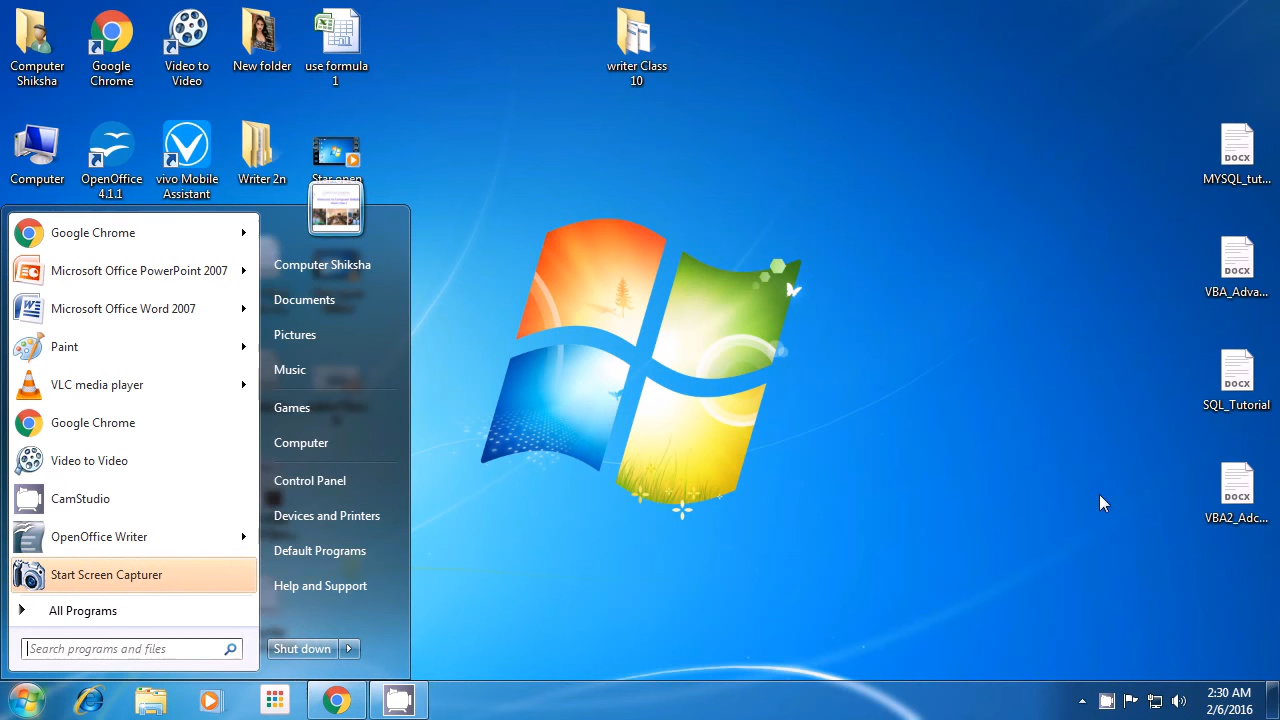 Computer
Shiksha
Google
Chrome
Video to
Video
New folder
use formula
1
writer Class
10
Computer
OpenOffice
4.1.1
vivo Mobile
Assistant
Writer 2n
DOCX
MYSQL_tut...
DOCX
VBA_Adva...
DOCX
SQL_Tutorial
DOCX
VBA2_Adc...
Google Chrome
Microsoft Office PowerPoint 2007
Microsoft Office Word 2007
Paint
VLC media player
Google Chrome
Video to Video
CamStudio
OpenOffice Writer
Start Screen Capturer
All Programs
Search programs and files
Computer Shiksha
Documents
Pictures
Music
Games
Computer
Control Panel
Devices and Printers
Default Programs
Help and Support
Shut down
2:30 AM
2/6/2016